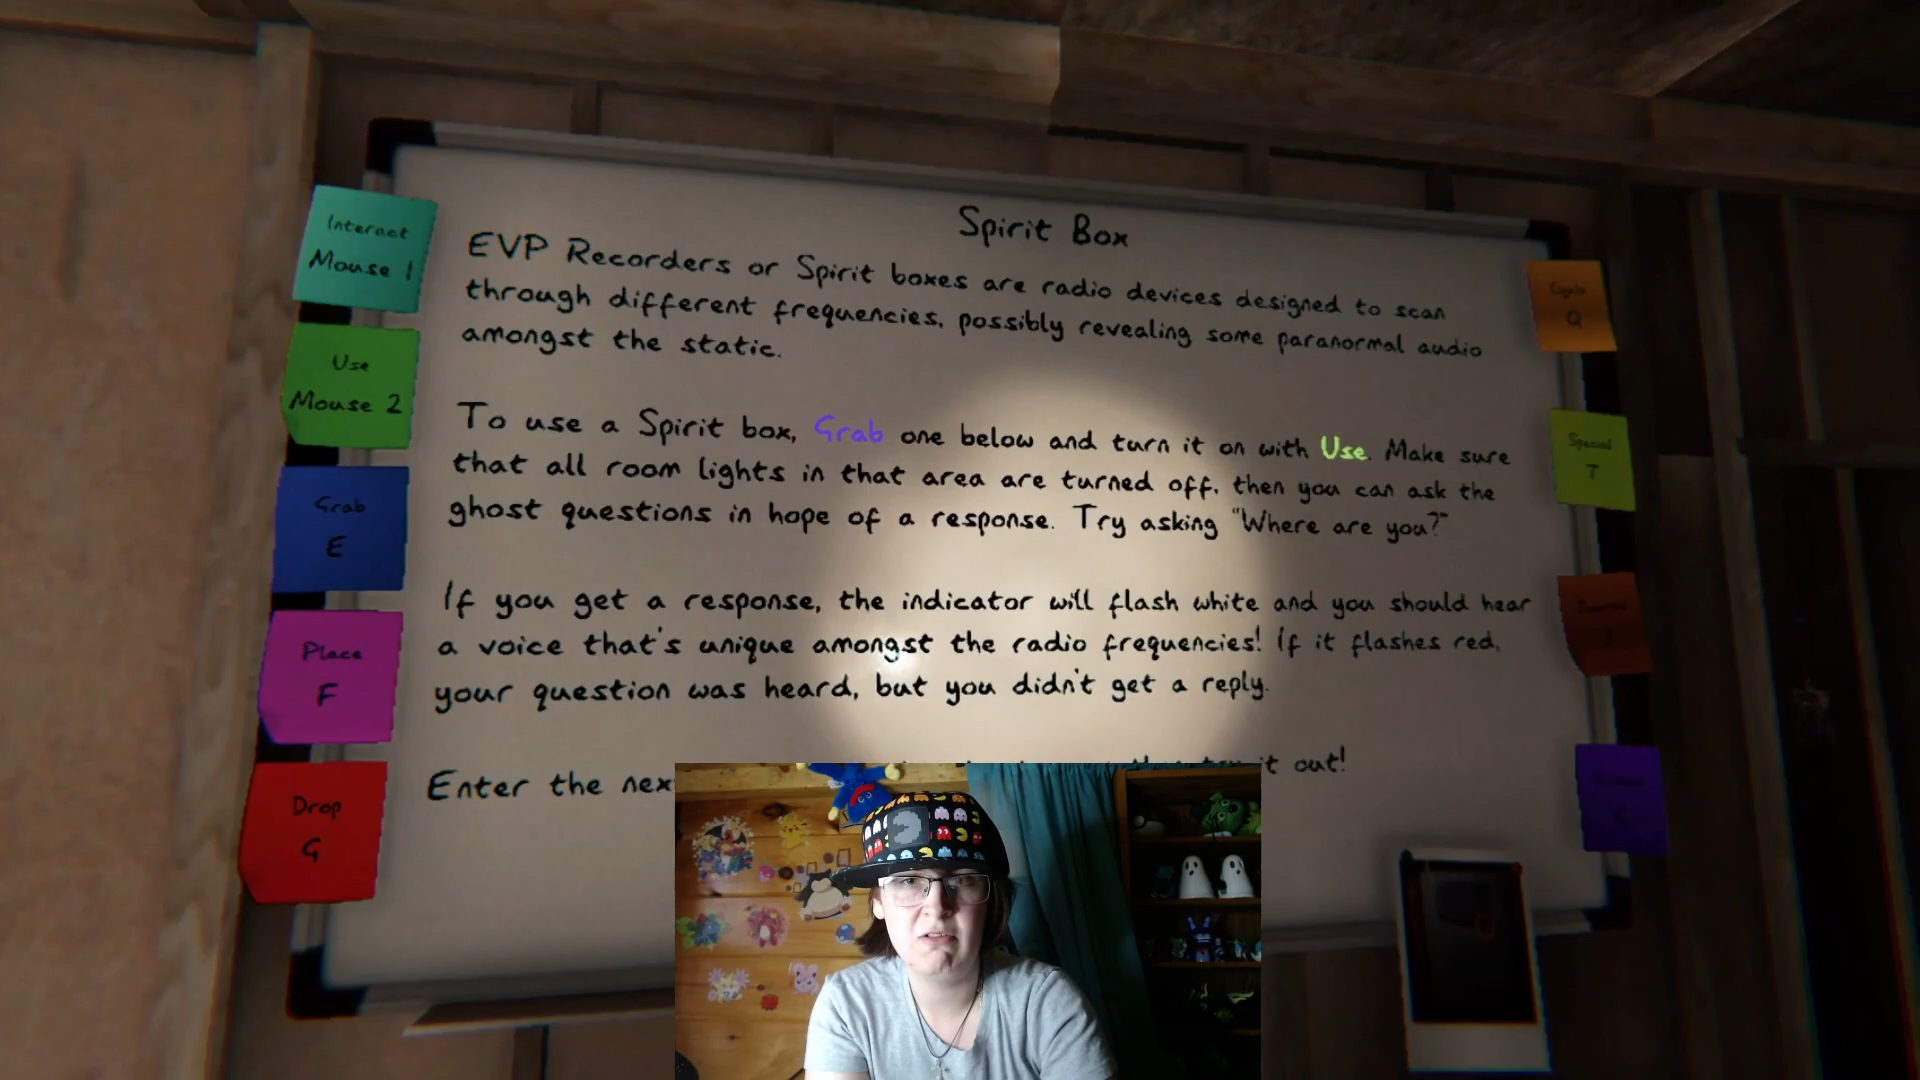 Spirit Box
EVP Recorders or Spirit boxes are radio devices designed to scan
through different frequencies, possibly revealing some paranormal audio
amongst the static.
To use a Spirit box, Grab one below and turn it on with Use. Make sure
that all room lights in that area are turned off, then you can ask the
ghost questions in hope of a response. Try asking "Where are you?"
If you get a response, the indicator will flash white and you should hear
a voice that's unique amongst the radio frequencies! If it flashes red,
your question was heard, but you didn't get a reply.
Enter the next it out!
Interact
Mouse 1
Use
Mouse 2
Grab
E
Place
F
Drop
G
Q
Special
T